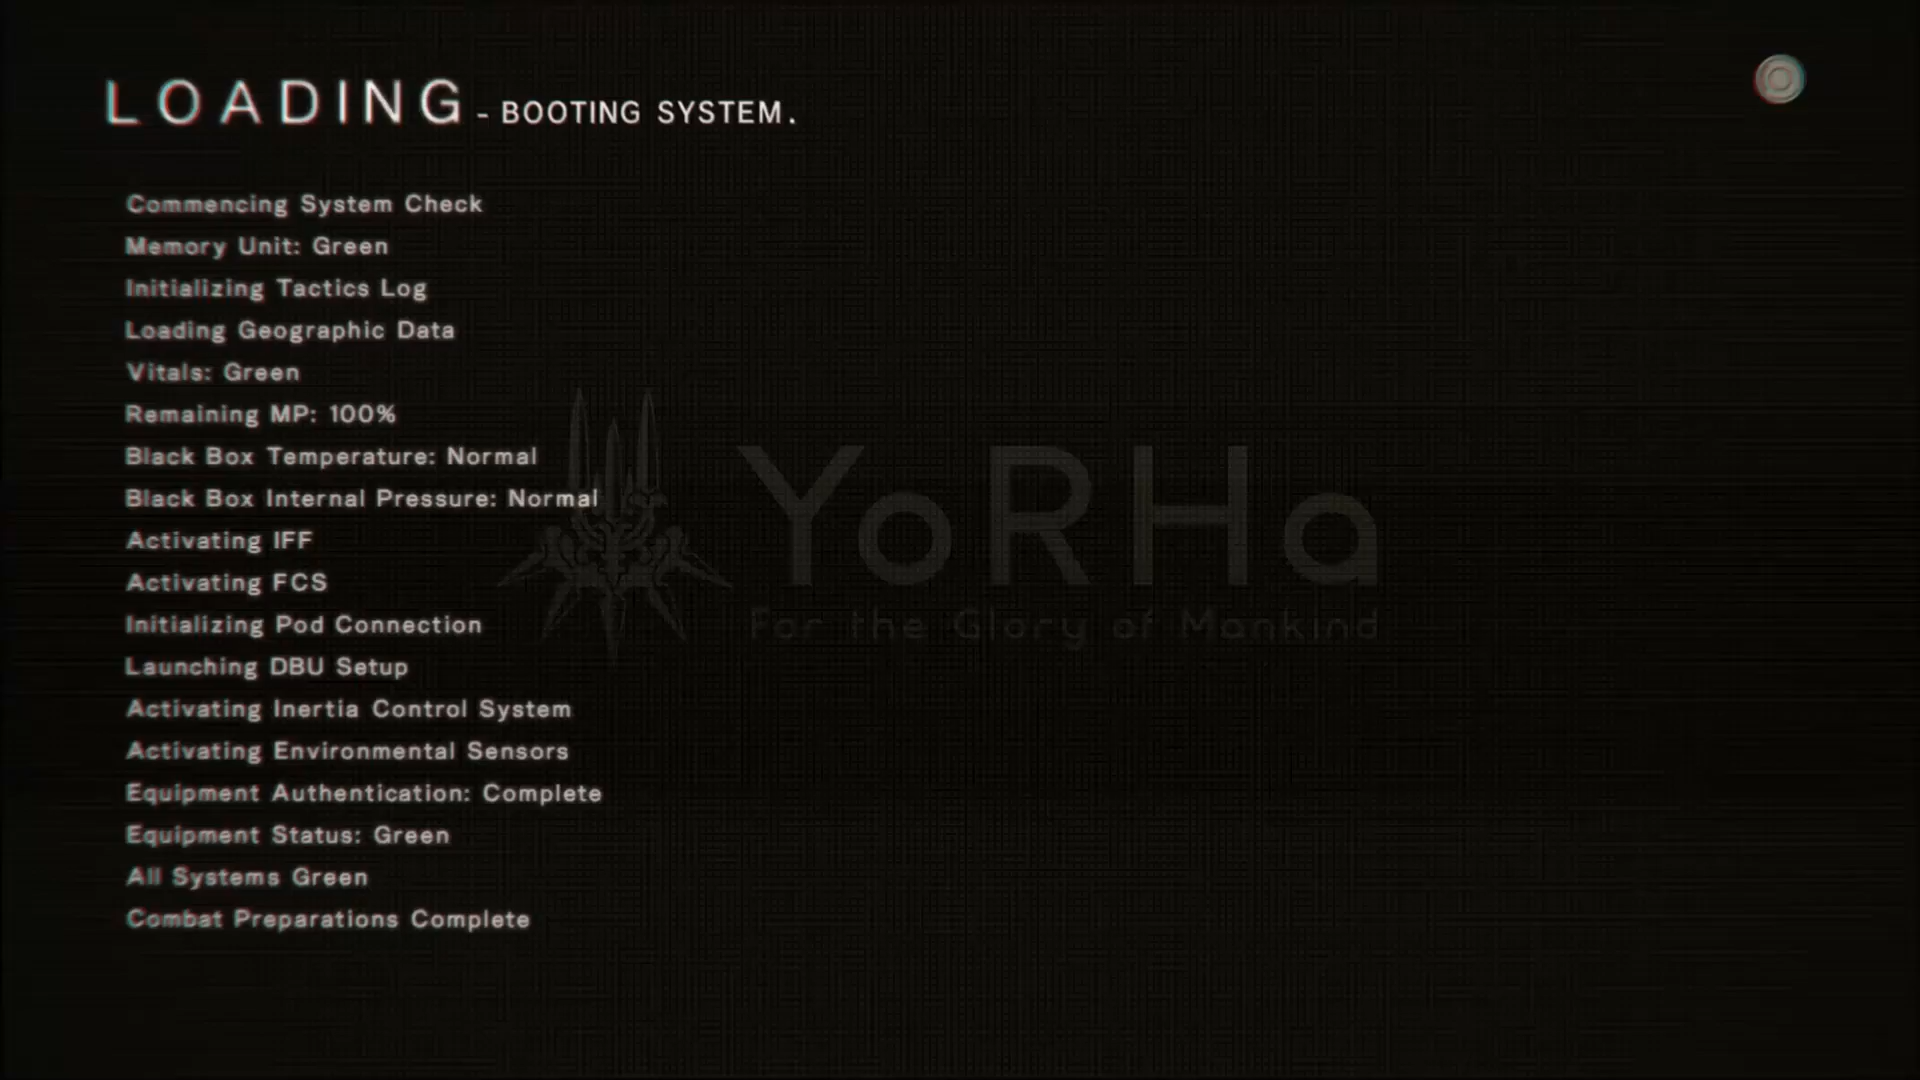 LOADING - BOOTING SYSTEM.
Commencing System Check
Memory Unit: Green
Initializing Tactics Log
Loading Geographic Data
Vitals: Green
Remaining MP: 100%
Black Box Temperature: Normal
Black Box Internal Pressure: Normal
Activating IFF
Activating FCS
Initializing Pod Connection
Launching DBU Setup
Activating Inertia Control System
Activating Environmental Sensors
Equipment Authentication: Complete
Equipment Status: Green
All Systems Green
Combat Preparations Complete
YoRHa
For the Glory of Mankind